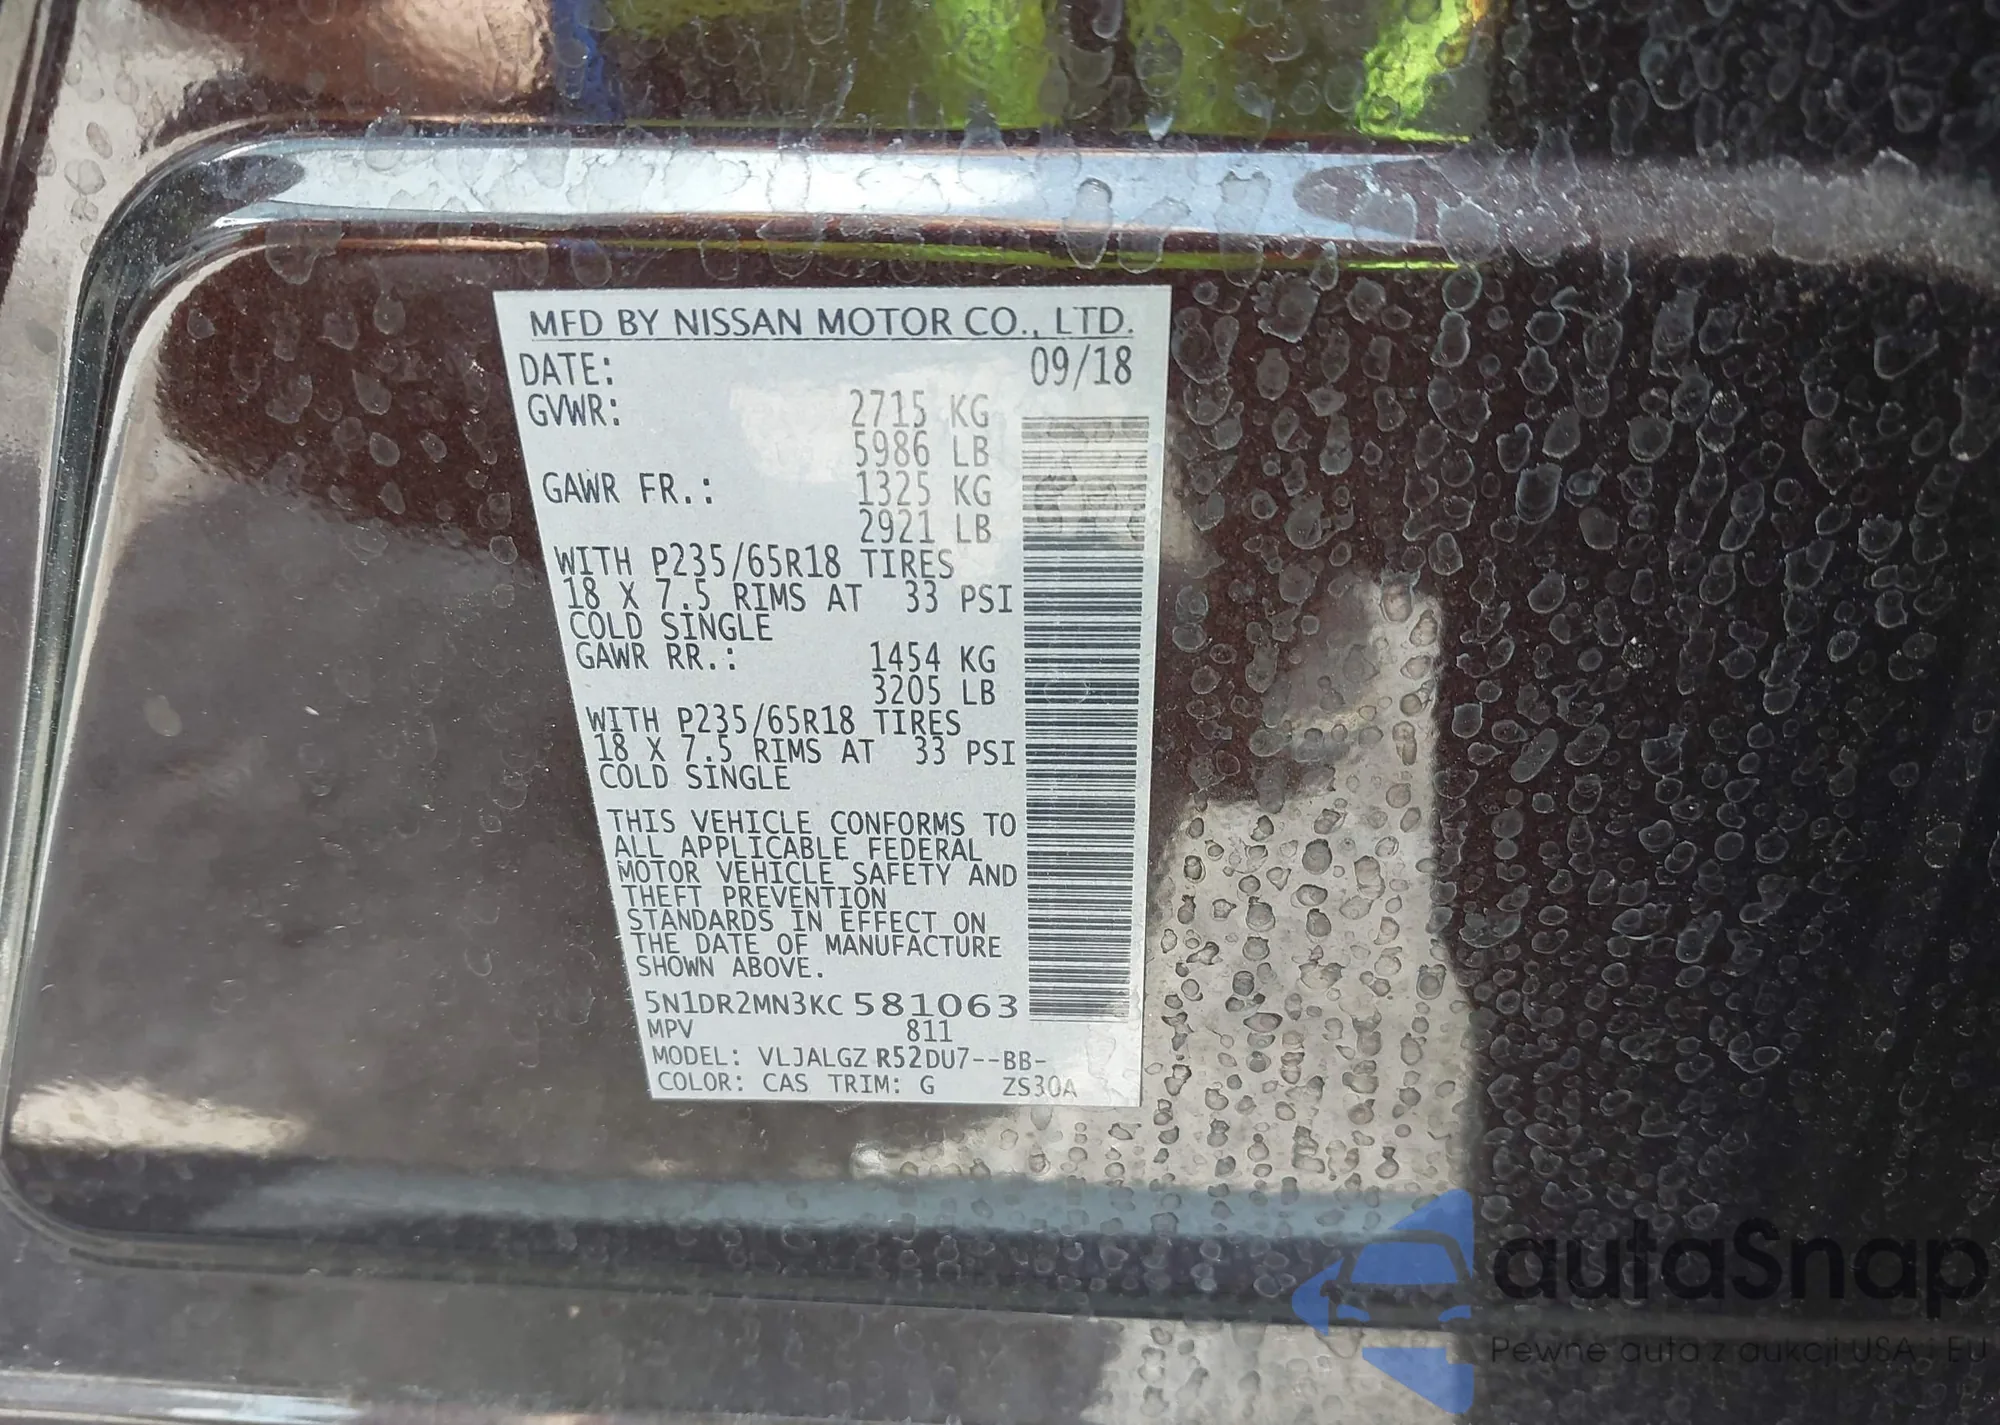 MFD BY NISSAN MOTOR CO., LTD.
DATE: 09/18
GVWR: 2715 KG
5986 LB
GAWR FR.: 1325 KG
2921 LB
WITH P235/65R18 TIRES
18 X 7.5 RIMS AT 33 PSI
COLD SINGLE
GAWR RR.: 1454 KG
3205 LB
WITH P235/65R18 TIRES
18 X 7.5 RIMS AT 33 PSI
COLD SINGLE
THIS VEHICLE CONFORMS TO
ALL APPLICABLE FEDERAL
MOTOR VEHICLE SAFETY AND
THEFT PREVENTION
STANDARDS IN EFFECT ON
THE DATE OF MANUFACTURE
SHOWN ABOVE.
5N1DR2MN3KC 581063
MPV 811
MODEL: VLJALGZ R52DU7--BB-
COLOR: CAS TRIM: G ZS30A
autaSnap
Pewne auta z aukcji USA i EU